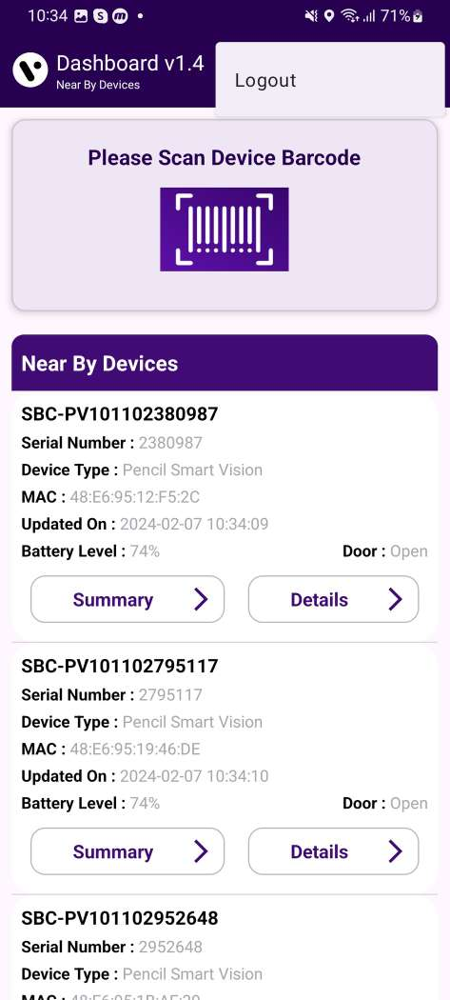 10:34
71%
Dashboard v1.4
Near By Devices
Logout
Please Scan Device Barcode
Near By Devices
SBC-PV101102380987
Serial Number : 2380987
Device Type : Pencil Smart Vision
MAC : 48:E6:95:12:F5:2C
Updated On : 2024-02-07 10:34:09
Battery Level : 74% Door : Open
Summary Details
SBC-PV101102795117
Serial Number : 2795117
Device Type : Pencil Smart Vision
MAC : 48:E6:95:19:46:DE
Updated On : 2024-02-07 10:34:10
Battery Level : 74% Door : Open
Summary Details
SBC-PV101102952648
Serial Number : 2952648
Device Type : Pencil Smart Vision
MAC :